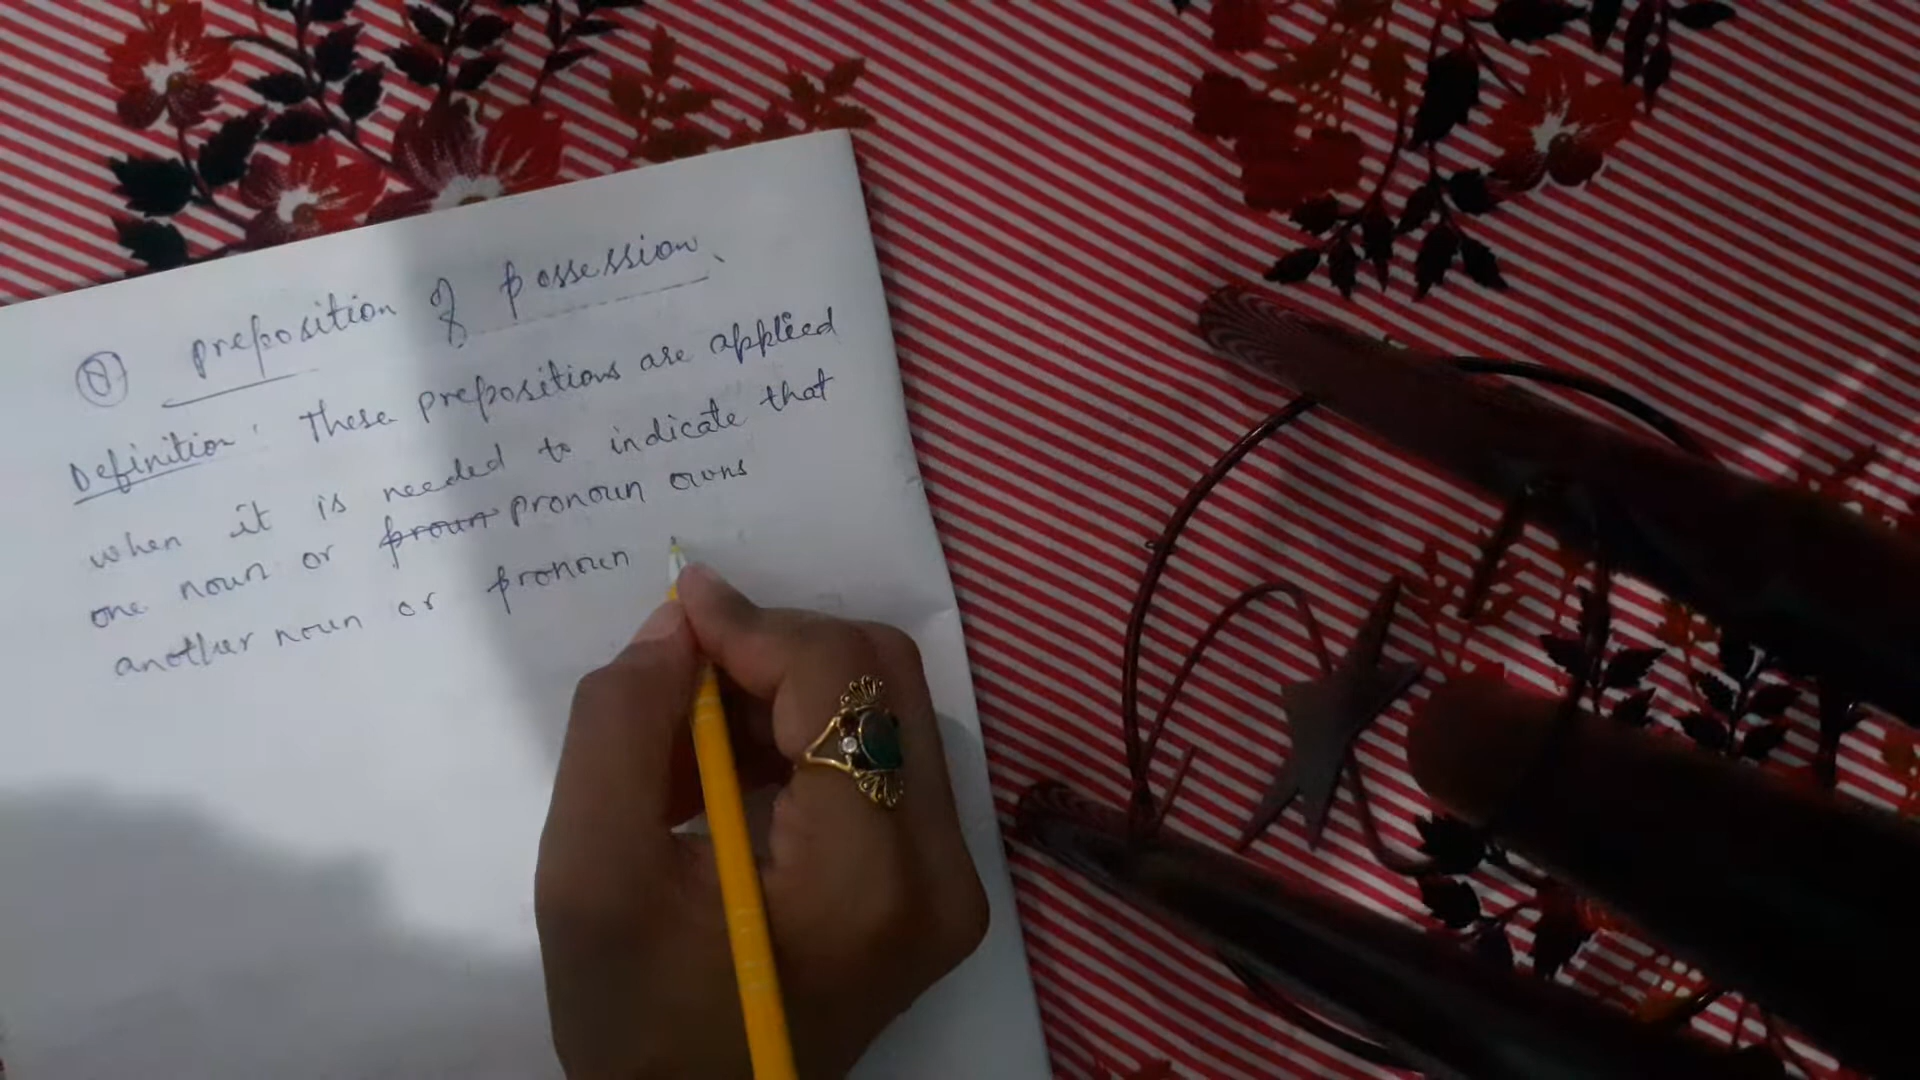 ⑧ preposition of possession
Definition: These prepositions are applied
when it is needed to indicate that
one noun or proun pronoun owns
another noun or pronoun